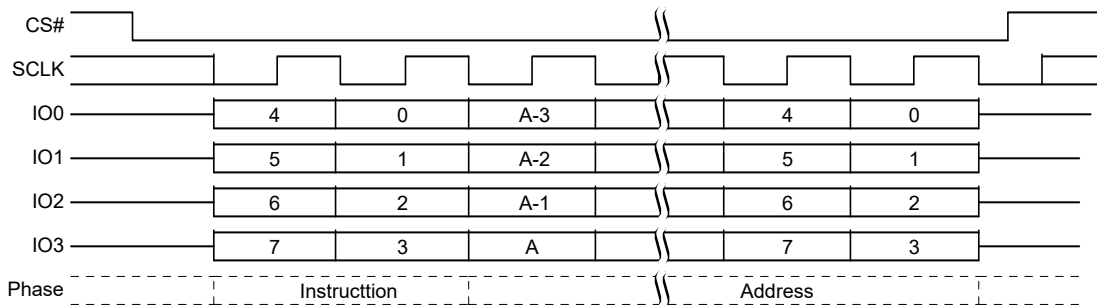 CS#
SCLK
IO0 4 0 A-3 4 0
IO1 5 1 A-2 5 1
IO2 6 2 A-1 6 2
IO3 7 3 A 7 3
Phase Instructtion Address